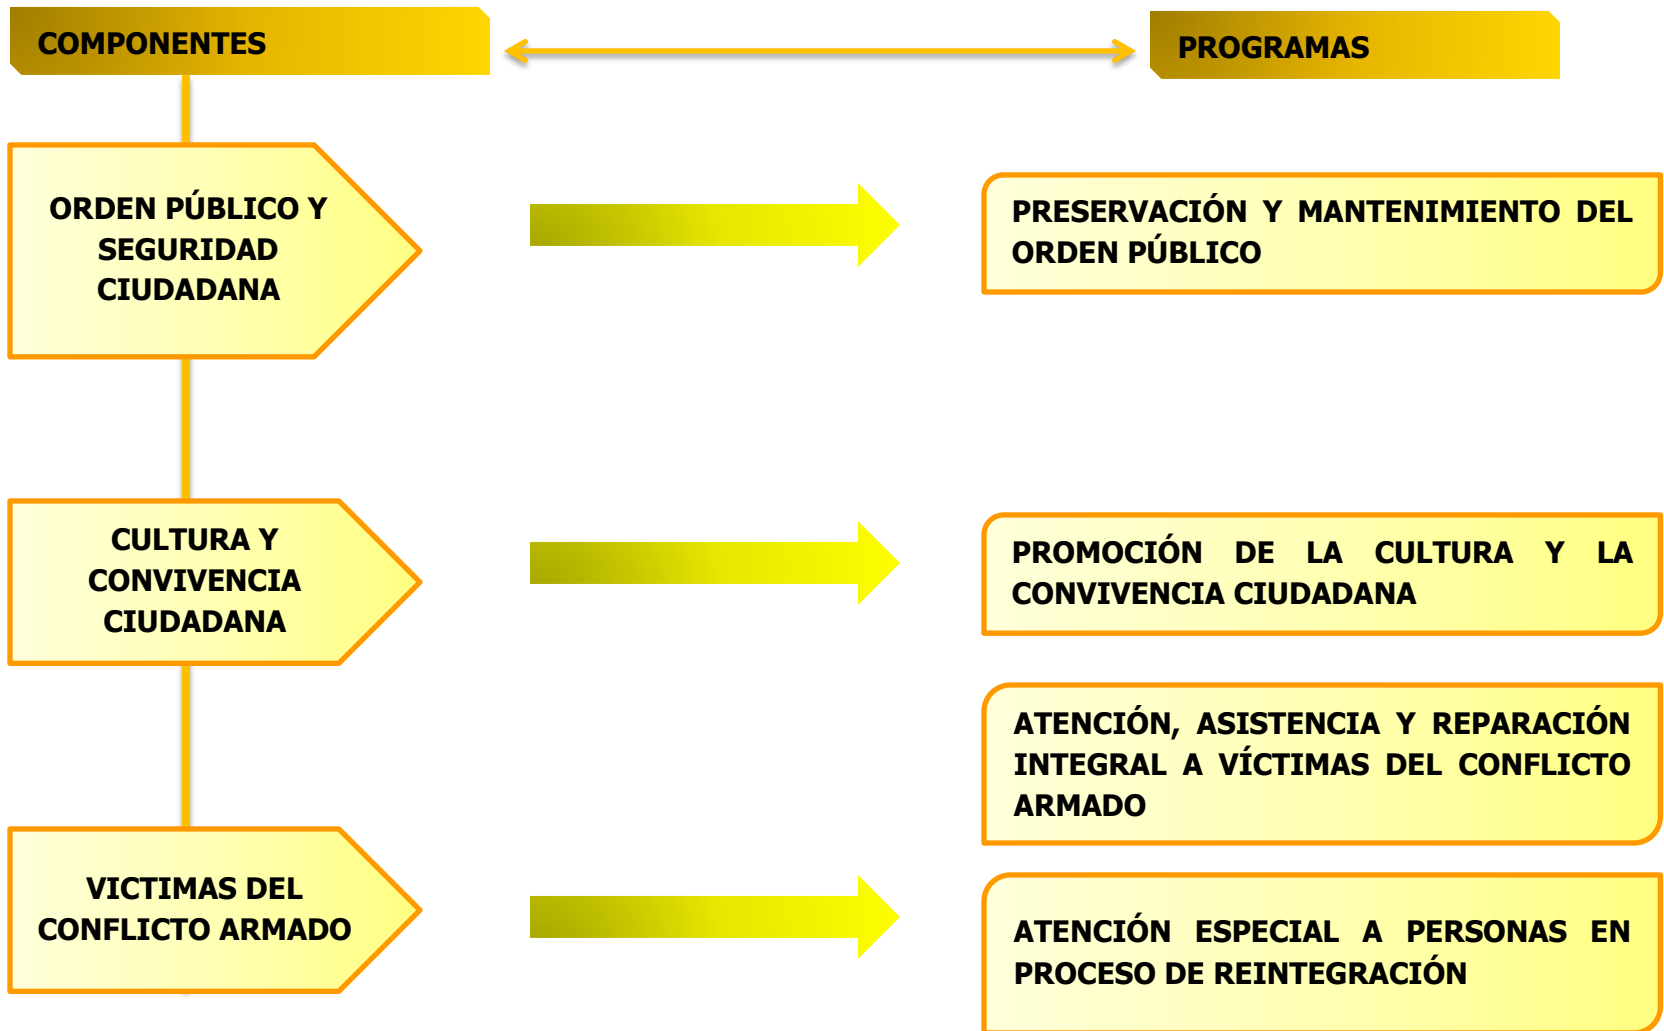 COMPONENTES
PROGRAMAS
ORDEN PÚBLICO Y
SEGURIDAD
CIUDADANA
PRESERVACIÓN Y MANTENIMIENTO DEL
ORDEN PÚBLICO
CULTURA Y
CONVIVENCIA
CIUDADANA
PROMOCIÓN DE LA CULTURA Y LA
CONVIVENCIA CIUDADANA
ATENCIÓN, ASISTENCIA Y REPARACIÓN
INTEGRAL A VÍCTIMAS DEL CONFLICTO
ARMADO
VICTIMAS DEL
CONFLICTO ARMADO
ATENCIÓN ESPECIAL A PERSONAS EN
PROCESO DE REINTEGRACIÓN